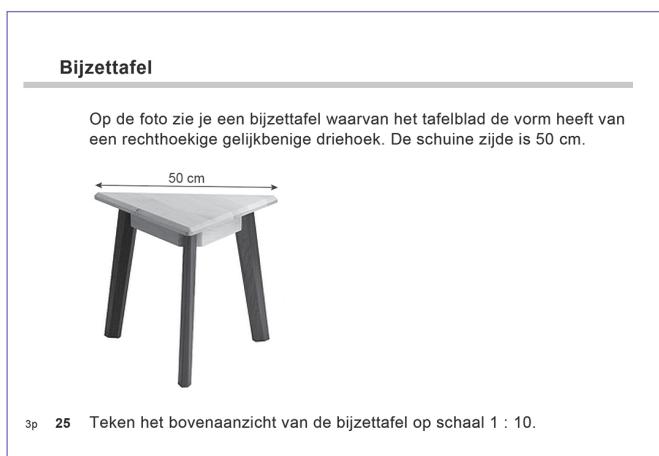 Bijzettafel
Op de foto zie je een bijzettafel waarvan het tafelblad de vorm heeft van
een rechthoekige gelijkbenige driehoek. De schuine zijde is 50 cm.
50 cm
3p 25 Teken het bovenaanzicht van de bijzettafel op schaal 1 : 10.